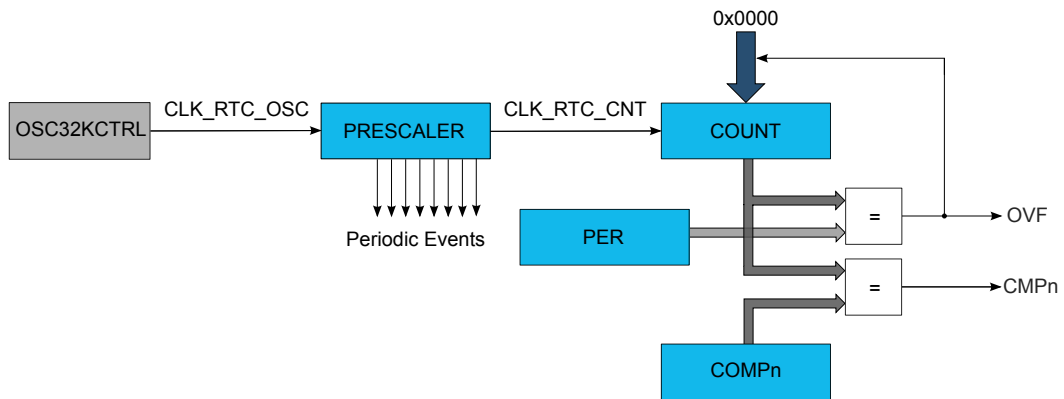 0x0000
CLK_RTC_OSC
CLK_RTC_CNT
OSC32KCTRL
PRESCALER
COUNT
=
OVF
Periodic Events
PER
=
CMPn
COMPn